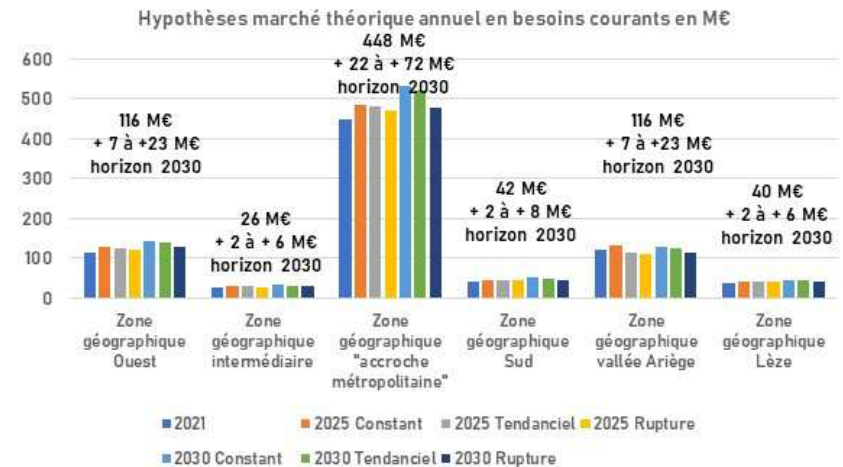 Hypothèses marché théorique annuel en besoins courants en M€
448 M€
+ 22 à + 72 M€
horizon 2030
116 M€
+ 7 à +23 M€
horizon 2030
26 M€
+ 2 à + 6 M€
horizon 2030
42 M€
+ 2 à + 8 M€
horizon 2030
116 M€
+ 7 à +23 M€
horizon 2030
40 M€
+ 2 à + 6 M€
horizon 2030
600
500
400
300
200
100
0
Zone
géographique
Ouest
Zone
géographique
intermédiaire
Zone
géographique
"accroche
métropolitaine"
Zone
géographique
Sud
Zone
géographique
vallée Ariège
Zone
géographique
Lèze
2021
2025 Constant
2025 Tendanciel
2025 Rupture
2030 Constant
2030 Tendanciel
2030 Rupture